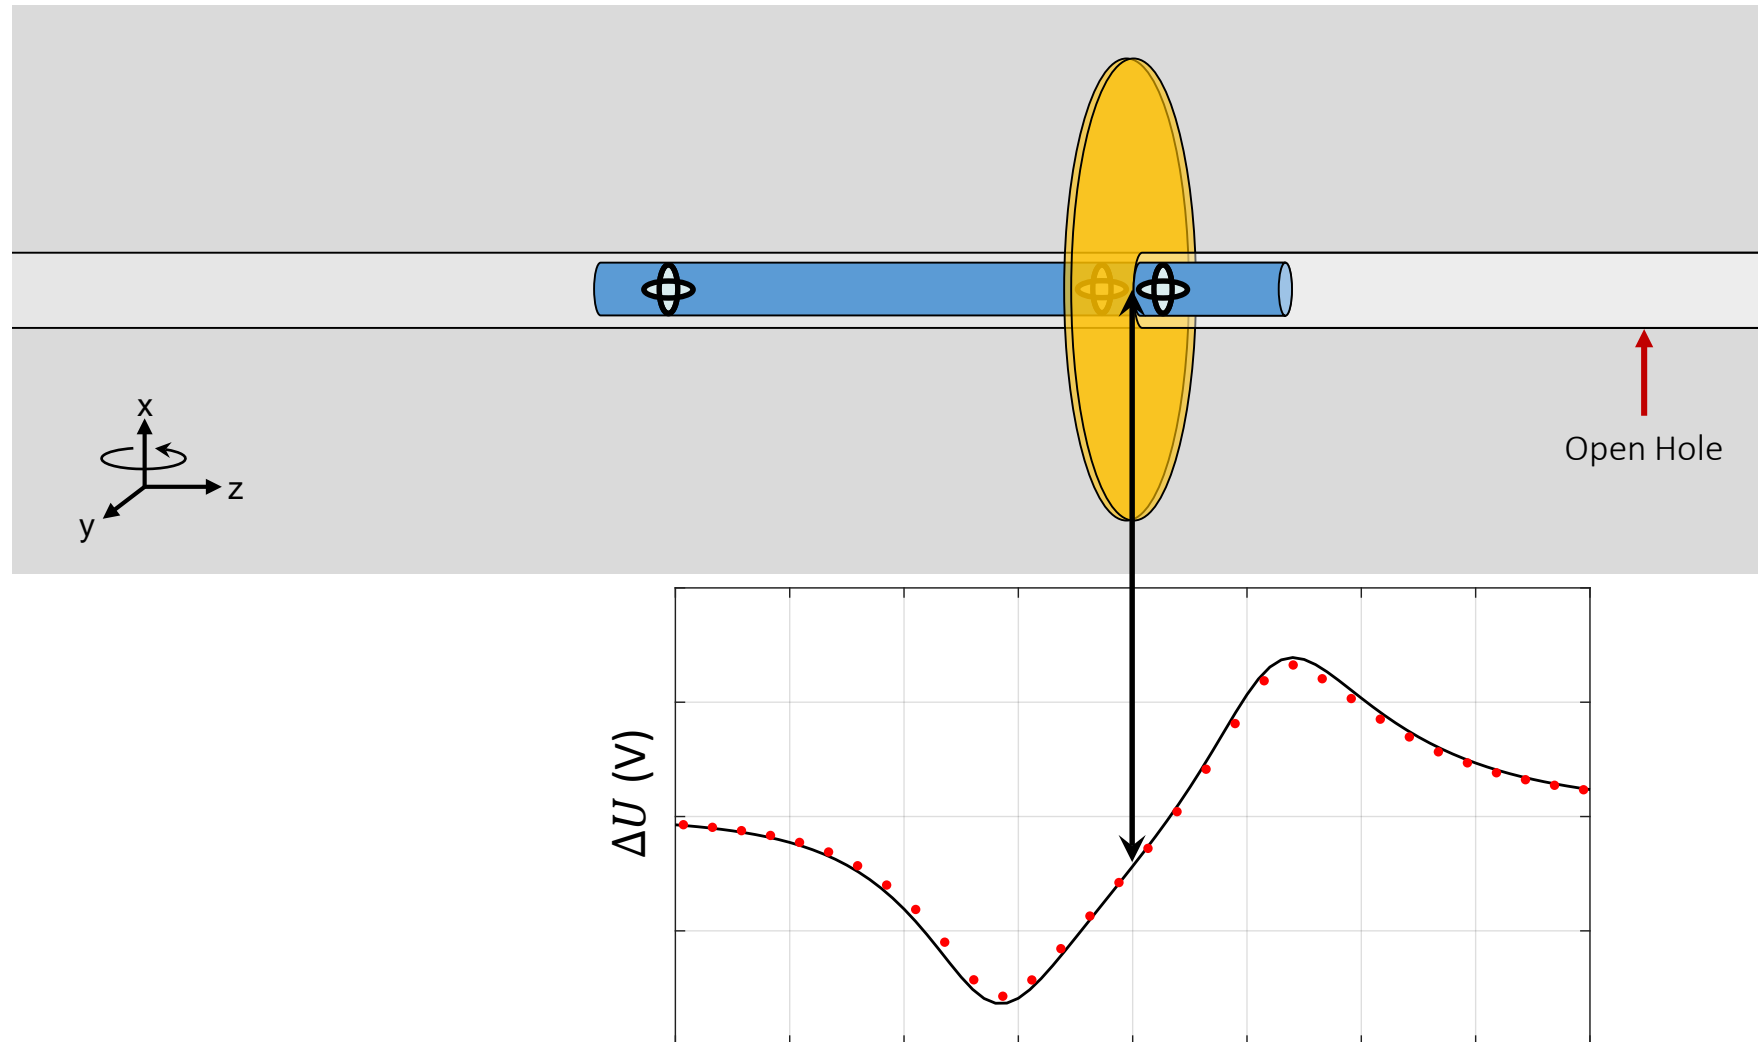 x
z
y
Open Hole
ΔU (V)